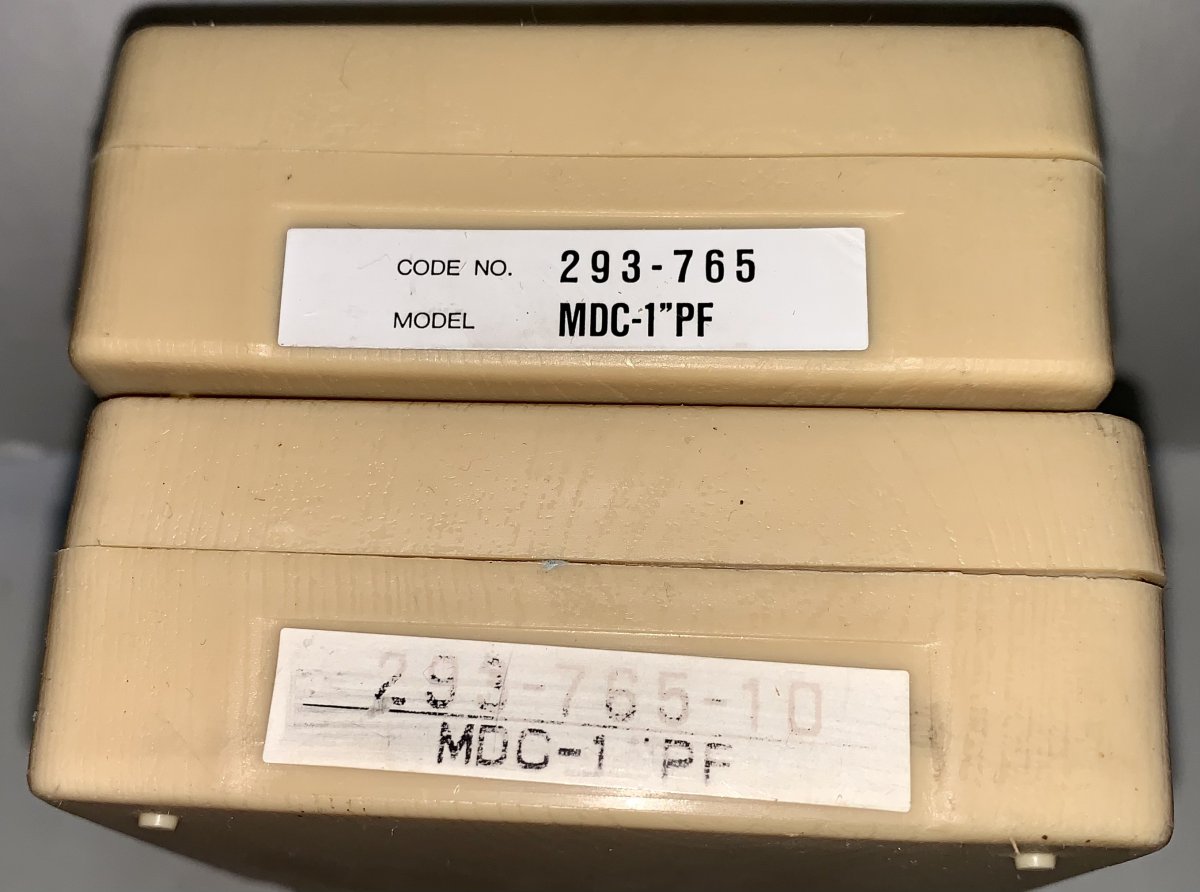 CODE NO. 293-765
MODEL MDC-1"PF
293-765-10
MDC-1"PF